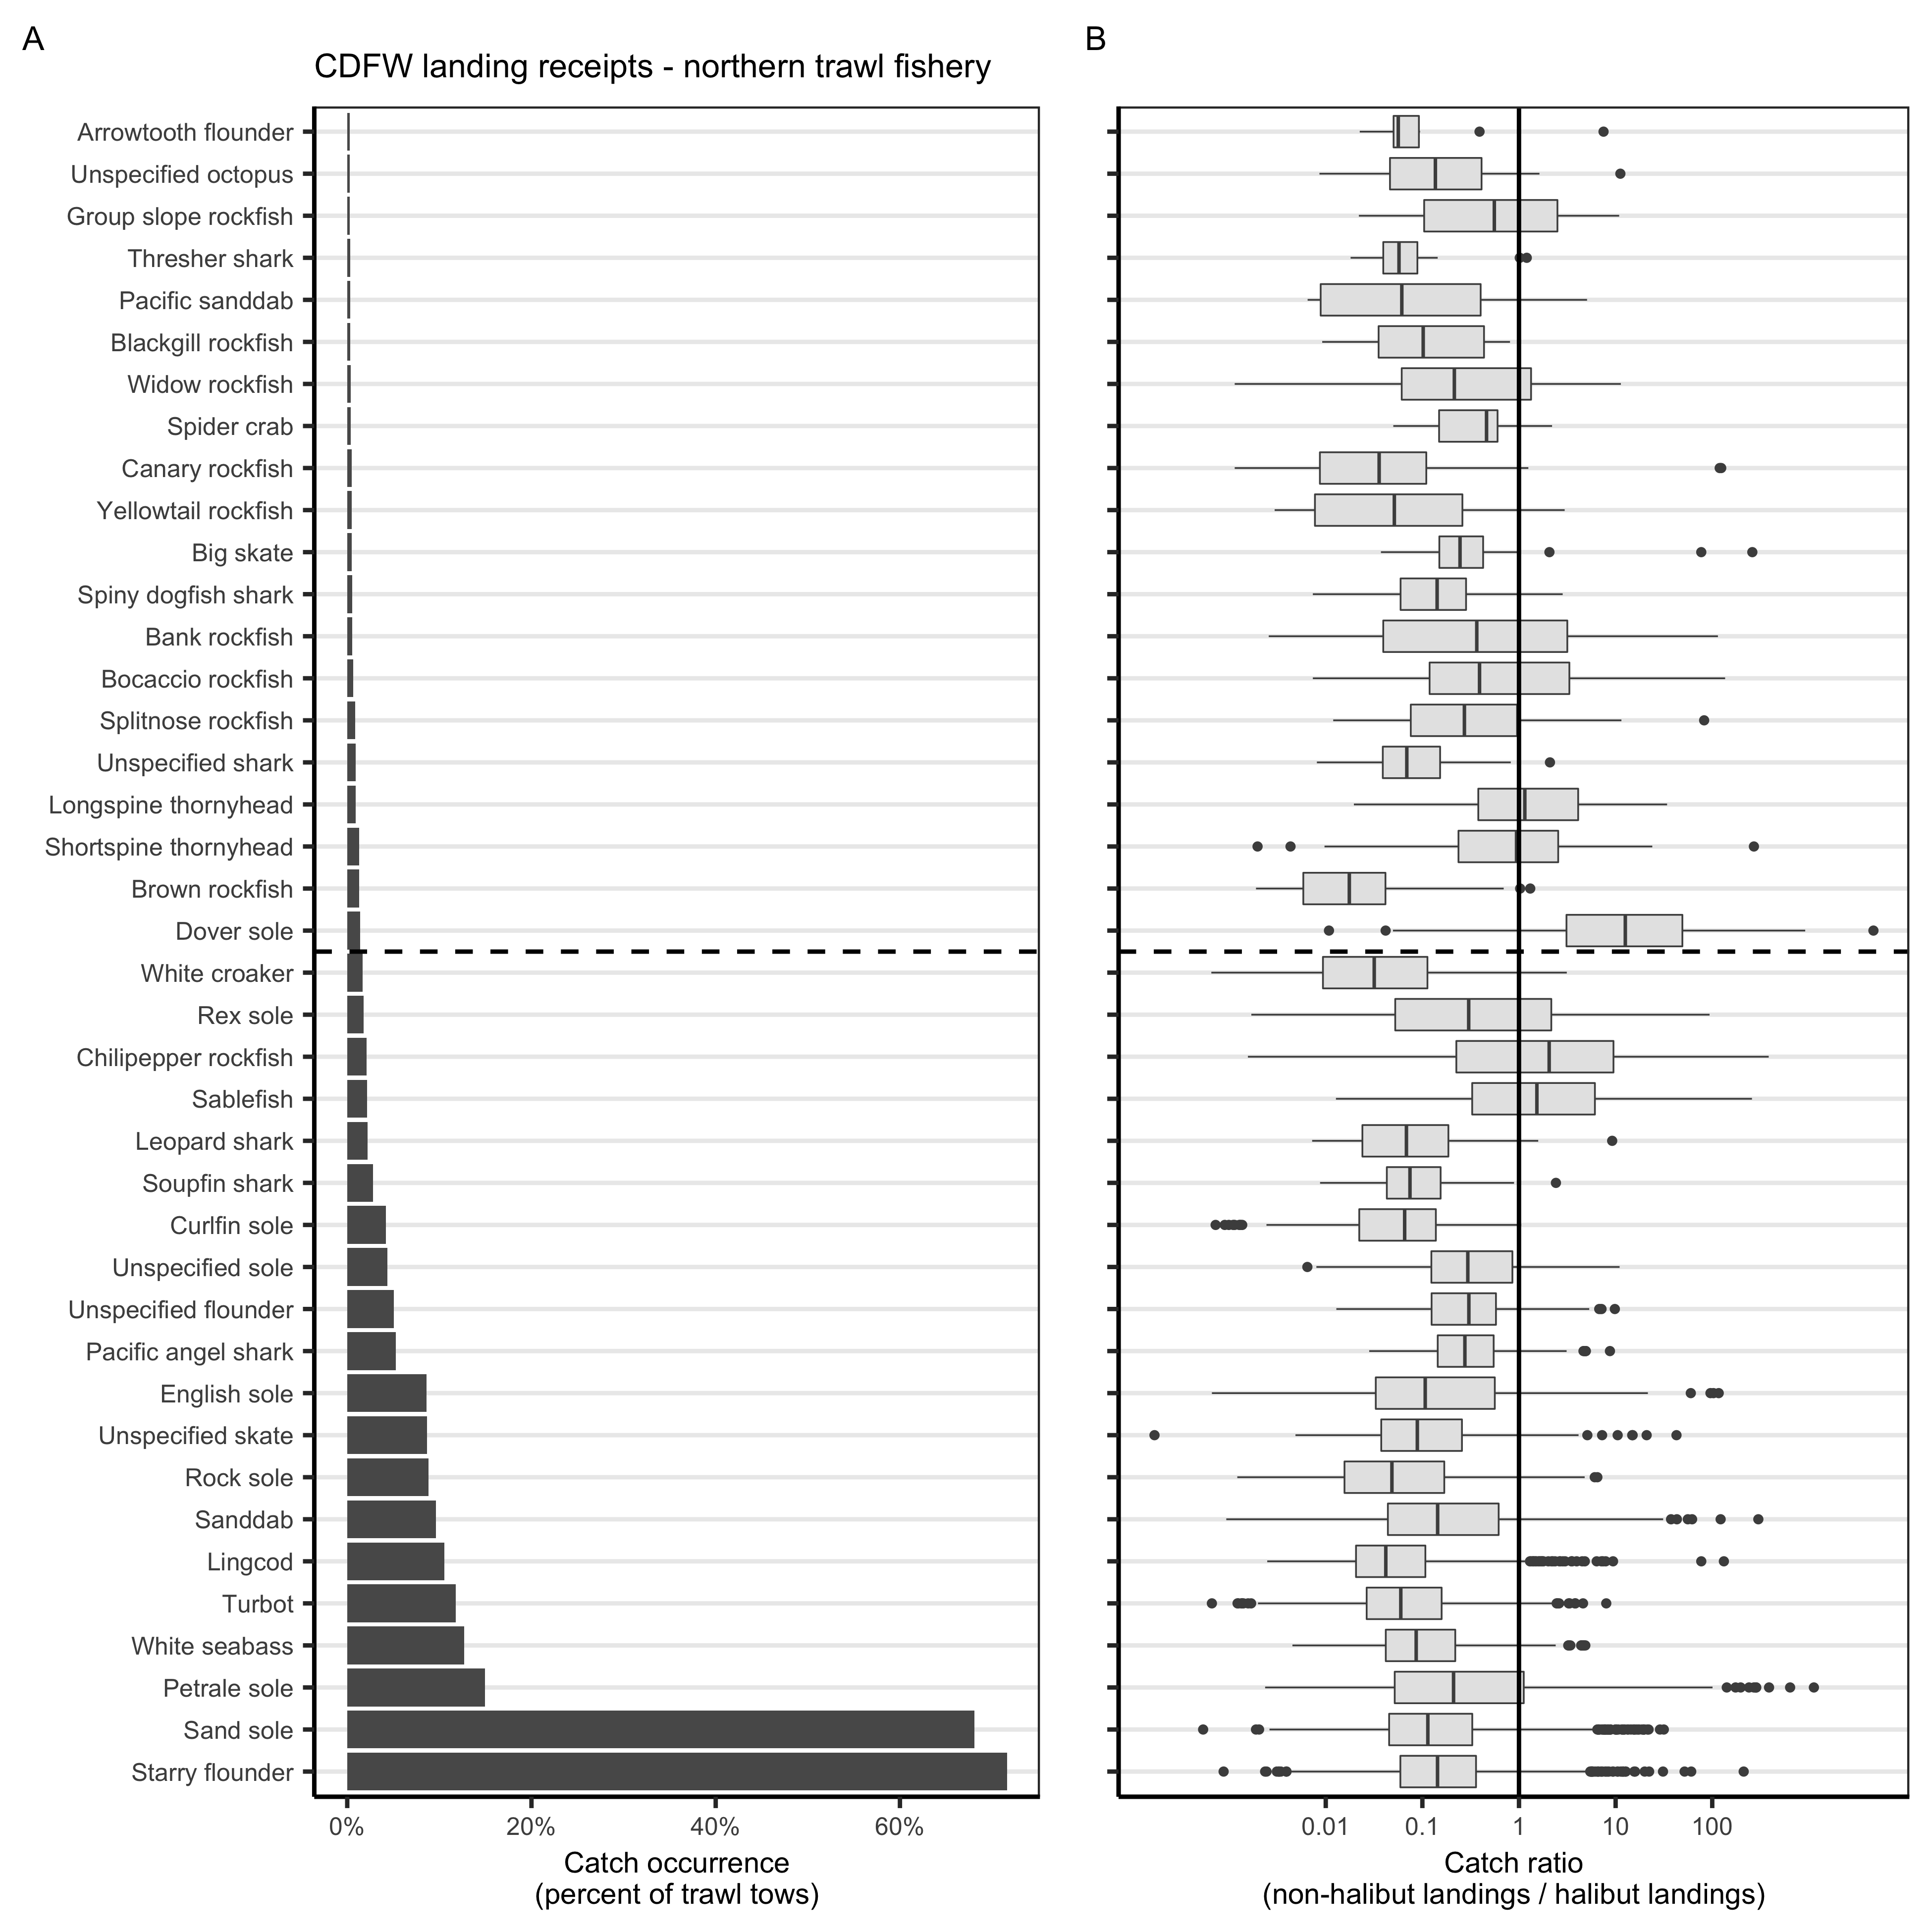 A
B
CDFW landing receipts - northern trawl fishery
Arrowtooth flounder
Unspecified octopus
Group slope rockfish
Thresher shark
Pacific sanddab
Blackgill rockfish
Widow rockfish
Spider crab
Canary rockfish
Yellowtail rockfish
Big skate
Spiny dogfish shark
Bank rockfish
Bocaccio rockfish
Splitnose rockfish
Unspecified shark
Longspine thornyhead
Shortspine thornyhead
Brown rockfish
Dover sole
White croaker
Rex sole
Chilipepper rockfish
Sablefish
Leopard shark
Soupfin shark
Curlfin sole
Unspecified sole
Unspecified flounder
Pacific angel shark
English sole
Unspecified skate
Rock sole
Sanddab
Lingcod
Turbot
White seabass
Petrale sole
Sand sole
Starry flounder
0% 20% 40% 60%
Catch occurrence
(percent of trawl tows)
0.01 0.1 1 10 100
Catch ratio
(non-halibut landings / halibut landings)